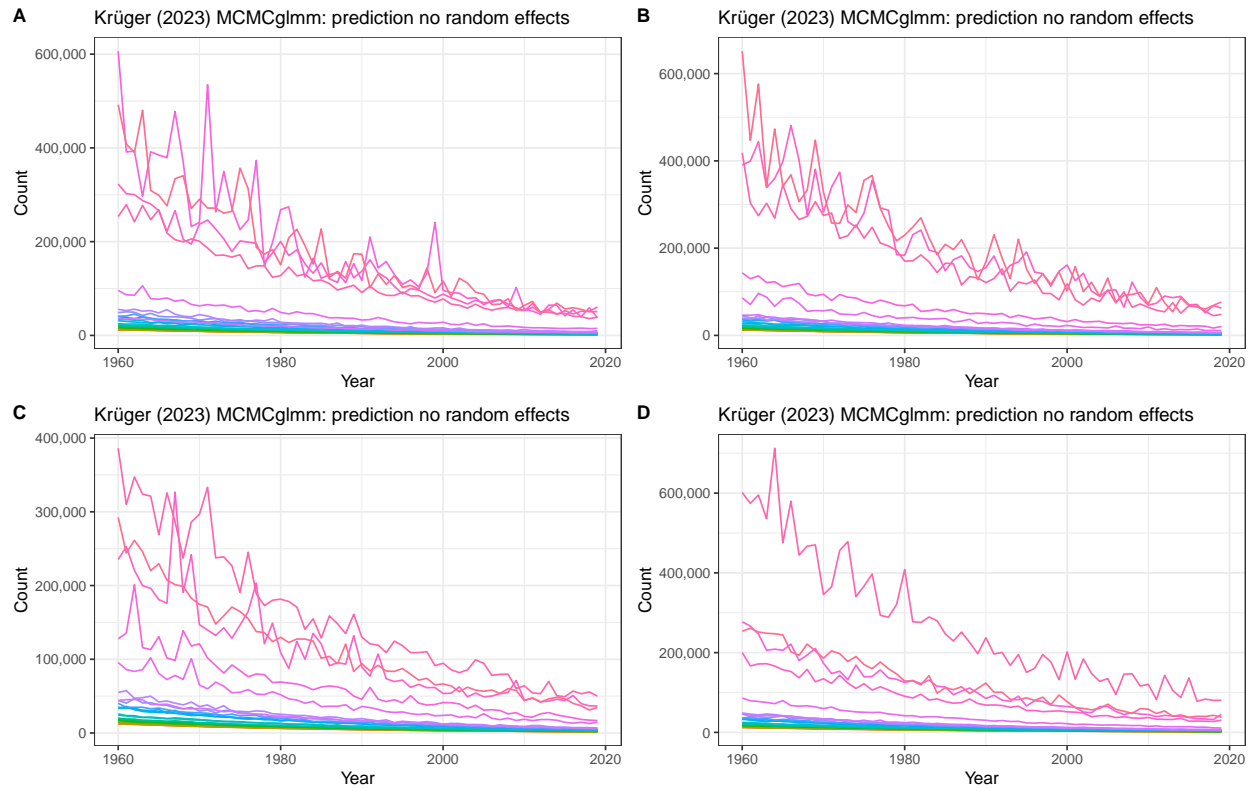 A
Krüger (2023) MCMCglmm: prediction no random effects
600,000
400,000
200,000
0
Count
1960
1980
2000
2020
Year
B
Krüger (2023) MCMCglmm: prediction no random effects
600,000
400,000
200,000
0
Count
1960
1980
2000
2020
Year
C
Krüger (2023) MCMCglmm: prediction no random effects
400,000
300,000
200,000
100,000
0
Count
1960
1980
2000
2020
Year
D
Krüger (2023) MCMCglmm: prediction no random effects
600,000
400,000
200,000
0
Count
1960
1980
2000
2020
Year